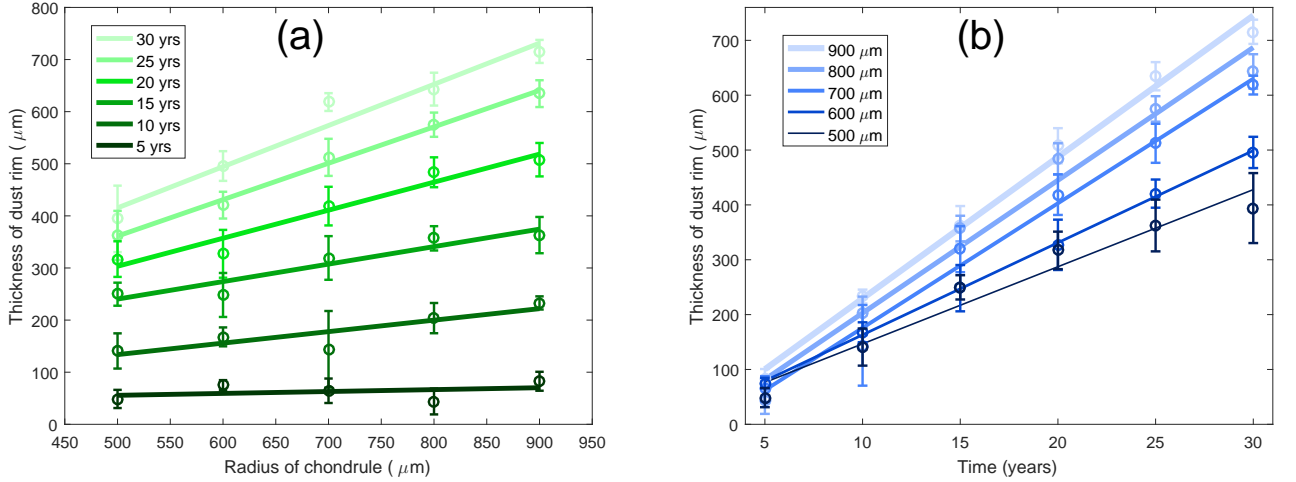 (a)
800
700
600
500
400
300
200
100
0
Thickness of dust rim ( μm)
30 yrs
25 yrs
20 yrs
15 yrs
10 yrs
5 yrs
450 500 550 600 650 700 750 800 850 900 950
Radius of chondrule ( μm)
(b)
700
600
500
400
300
200
100
0
Thickness of dust rim ( μm)
900 μm
800 μm
700 μm
600 μm
500 μm
5 10 15 20 25 30
Time (years)